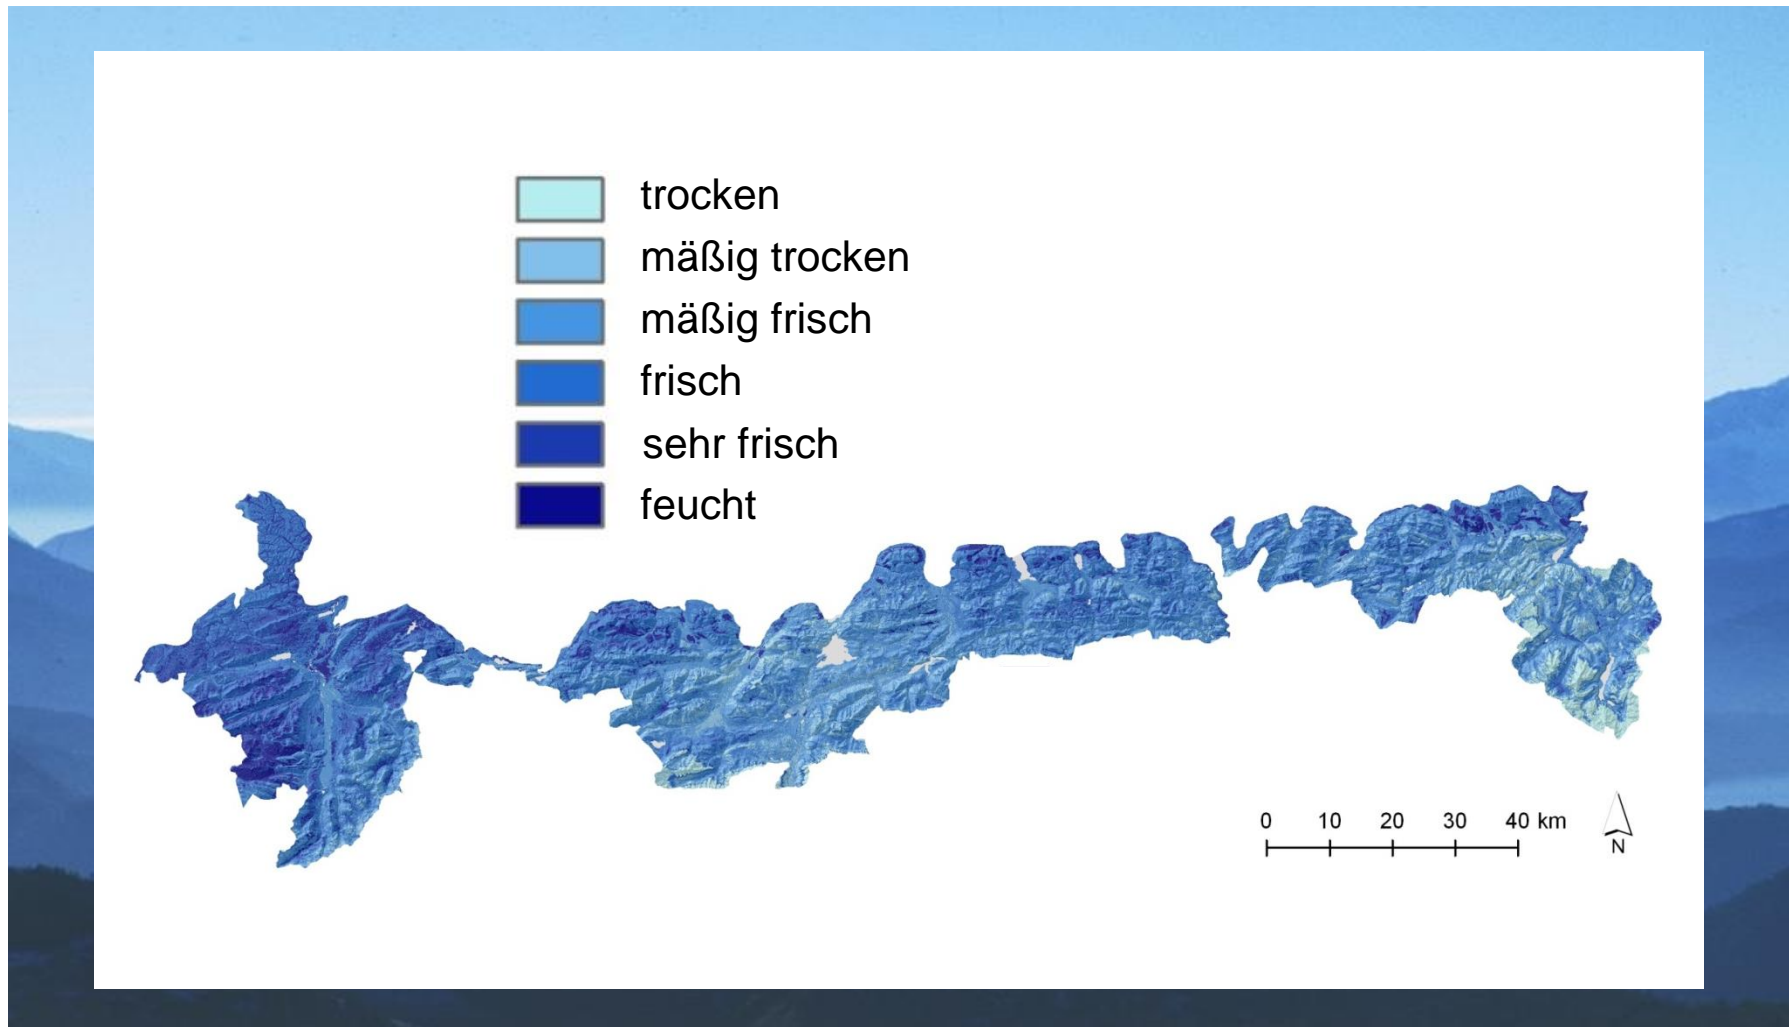 trocken
mäßig trocken
mäßig frisch
frisch
sehr frisch
feucht
0 10 20 30 40 km
N